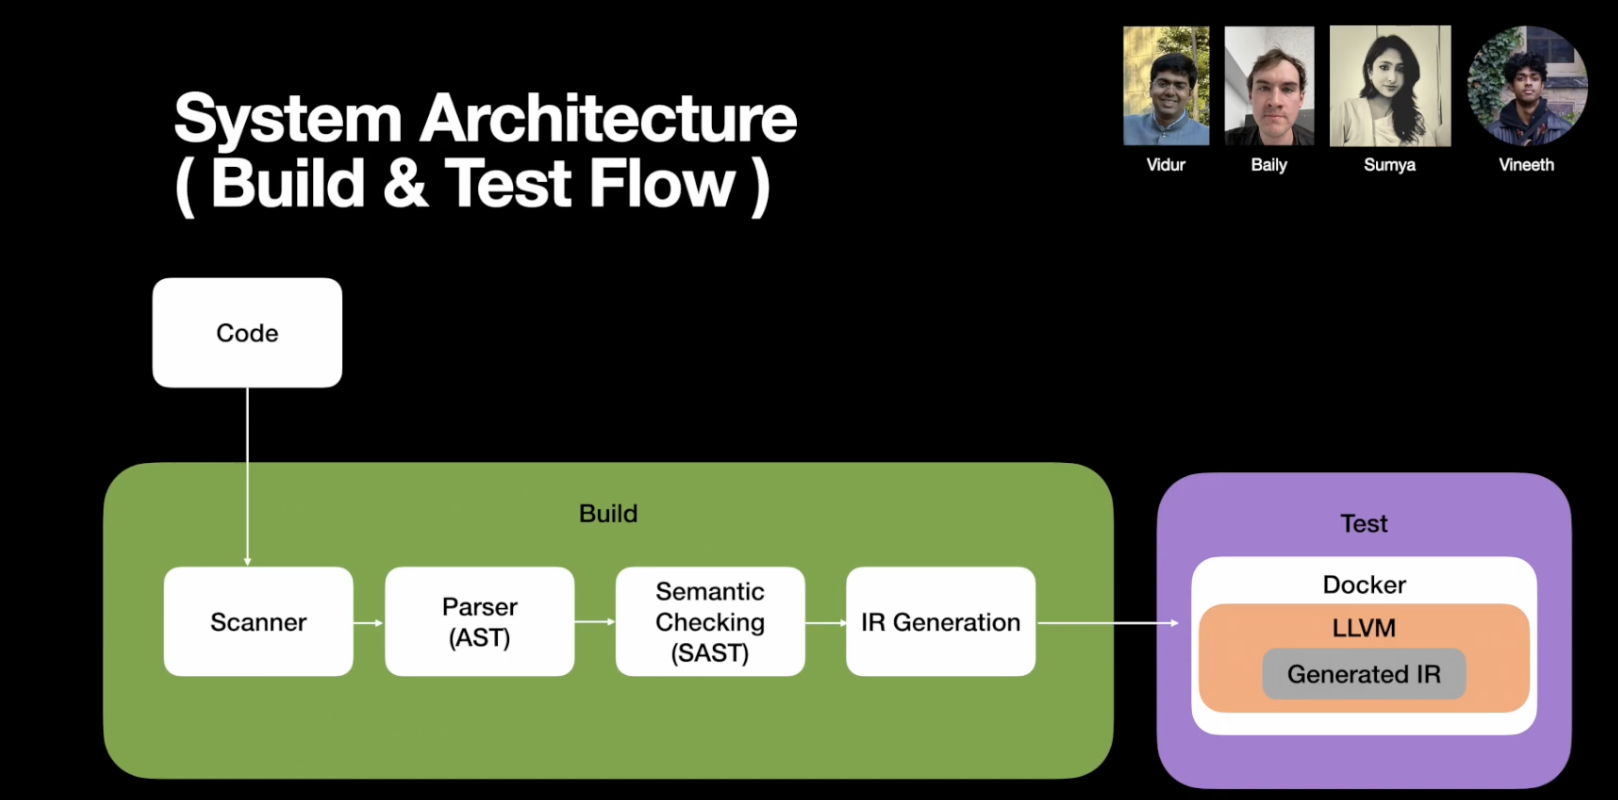 System Architecture
( Build & Test Flow )
Vidur
Baily
Sumya
Vineeth
Code
Build
Scanner
Parser
(AST)
Semantic
Checking
(SAST)
IR Generation
Test
Docker
LLVM
Generated IR